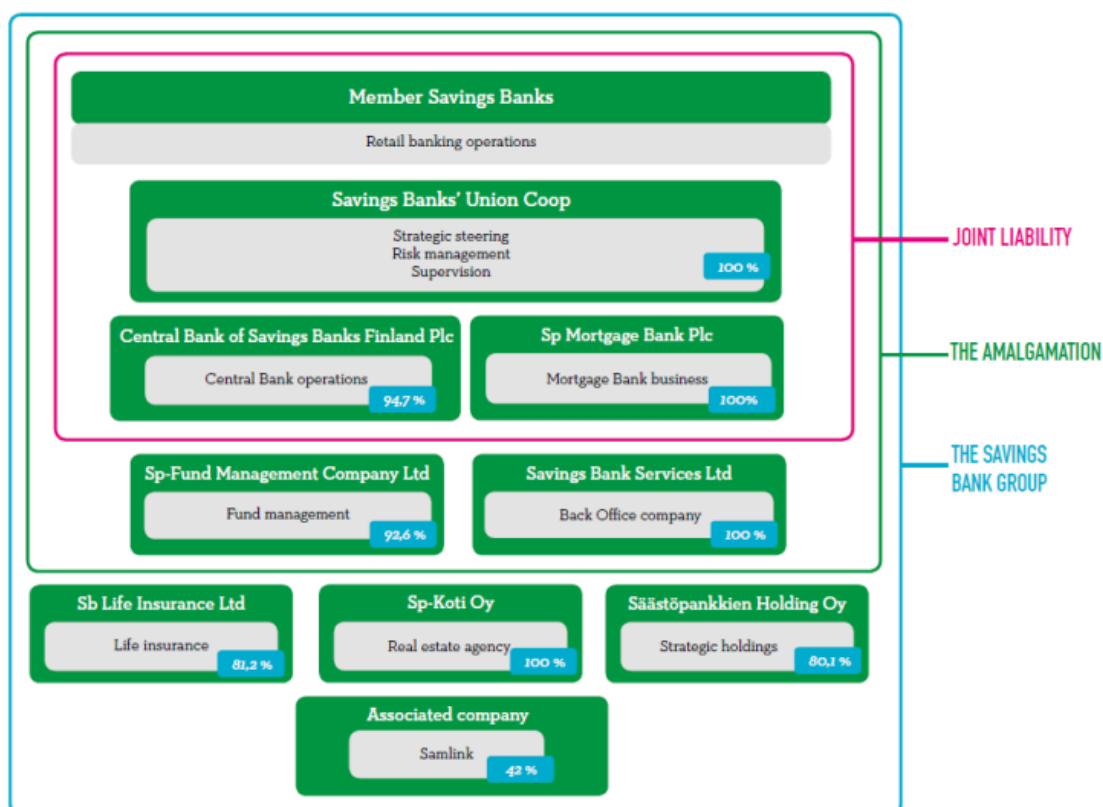 Member Savings Banks
Retail banking operations
Savings Banks' Union Coop
Strategic steering
Risk management
Supervision
100 %
JOINT LIABILITY
Central Bank of Savings Banks Finland Plc
Central Bank operations
94,7 %
Sp Mortgage Bank Plc
Mortgage Bank business
100%
THE AMALGAMATION
Sp-Fund Management Company Ltd
Fund management
92,6 %
Savings Bank Services Ltd
Back Office company
100 %
THE SAVINGS
BANK GROUP
Sb Life Insurance Ltd
Life insurance
81,2 %
Sp-Koti Oy
Real estate agency
100 %
Säästöpankkien Holding Oy
Strategic holdings
80,1 %
Associated company
Samlink
42 %